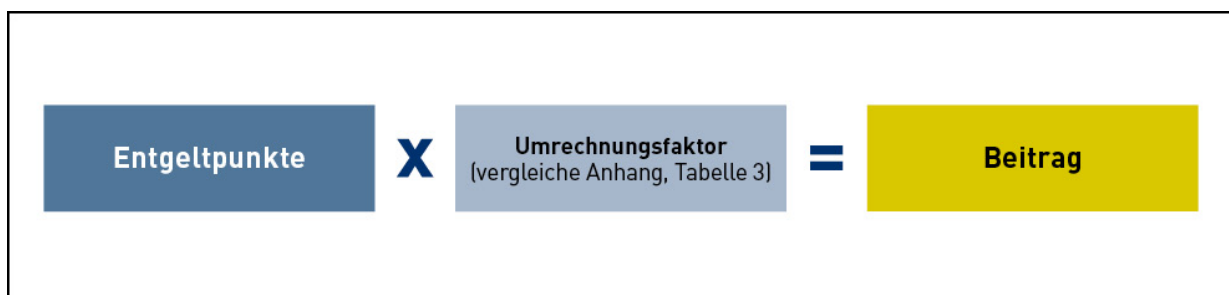 Entgeltpunkte
X
Umrechnungsfaktor
(vergleiche Anhang, Tabelle 3)
=
Beitrag